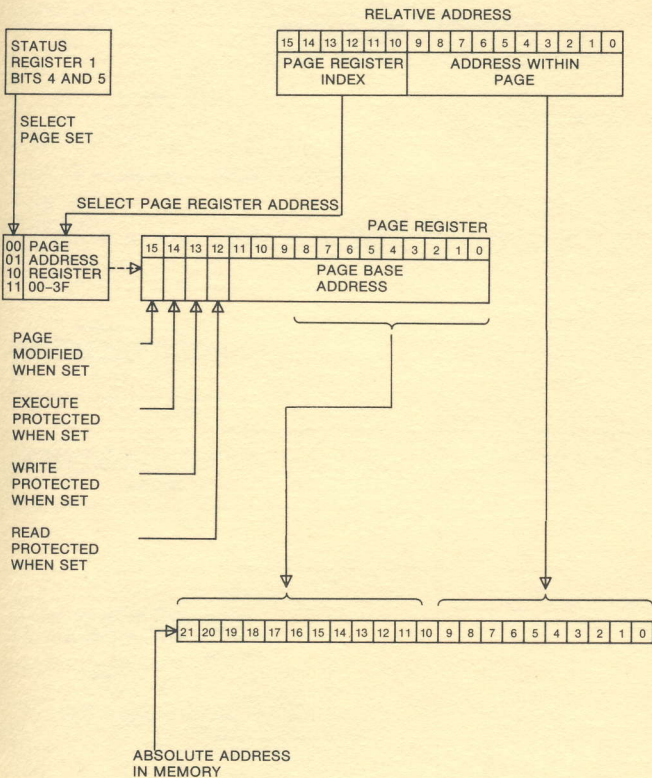 RELATIVE ADDRESS
STATUS
REGISTER 1
BITS 4 AND 5
15 14 13 12 11 10 9 8 7 6 5 4 3 2 1 0
PAGE REGISTER
INDEX
ADDRESS WITHIN
PAGE
SELECT
PAGE SET
SELECT PAGE REGISTER ADDRESS
PAGE REGISTER
00 PAGE
01 ADDRESS
10 REGISTER
11 00-3F
15 14 13 12 11 10 9 8 7 6 5 4 3 2 1 0
PAGE BASE
ADDRESS
PAGE
MODIFIED
WHEN SET
EXECUTE
PROTECTED
WHEN SET
WRITE
PROTECTED
WHEN SET
READ
PROTECTED
WHEN SET
21 20 19 18 17 16 15 14 13 12 11 10 9 8 7 6 5 4 3 2 1 0
ABSOLUTE ADDRESS
IN MEMORY